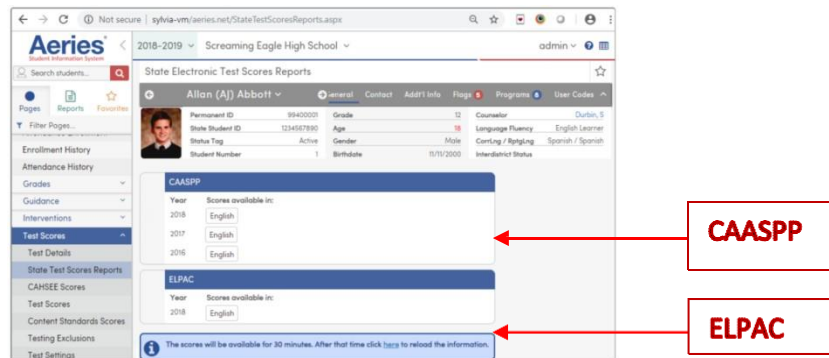 Not secure | sylvia-vm/aeries.net/StateTestScoresReports.aspx
Aeries
Student Information System
2018-2019 Screaming Eagle High School admin
Search students...
State Electronic Test Scores Reports
Pages Reports Favorites
Allan (AJ) Abbott General Contact Addt'l Info Flags 5 Programs 8 User Codes
Filter Pages...
Permanent ID 99400001 Grade 12 Counselor Durbin, S
State Student ID 1234567890 Age 18 Language Fluency English Learner
Status Tag Active Gender Male CorrLng / RptgLng Spanish / Spanish
Student Number 1 Birthdate 11/11/2000 Interdistrict Status
Enrollment History
Attendance History
Grades
Guidance
Interventions
Test Scores
Test Details
State Test Scores Reports
CAHSEE Scores
Test Scores
Content Standards Scores
Testing Exclusions
Test Settings
CAASPP
Year Scores available in:
2018 English
2017 English
2016 English
ELPAC
Year Scores available in:
2018 English
The scores will be available for 30 minutes. After that time click here to reload the information.
CAASPP
ELPAC